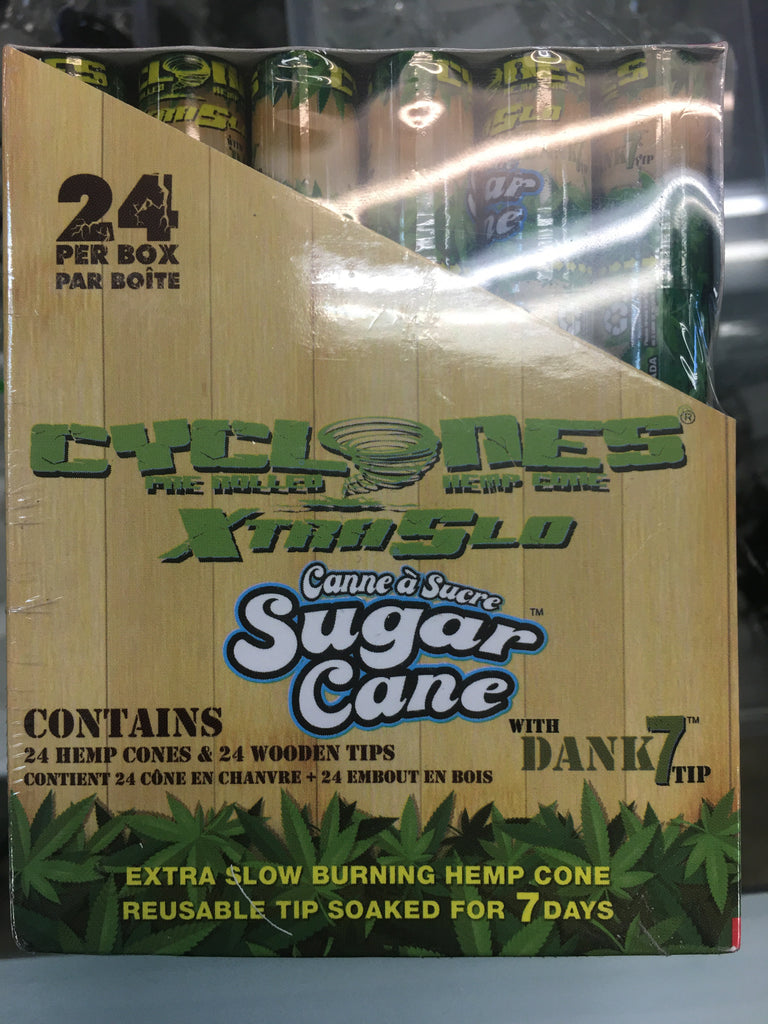 24
PER BOX
PAR BOÎTE
CYCLONES®
PRE ROLLED HEMP CONE
XTRASLO
Canne à Sucre
Sugar™
Cane
CONTAINS
24 HEMP CONES & 24 WOODEN TIPS
CONTIENT 24 CÔNE EN CHANVRE + 24 EMBOUT EN BOIS
WITH
DANK7™
TIP
EXTRA SLOW BURNING HEMP CONE
REUSABLE TIP SOAKED FOR 7 DAYS